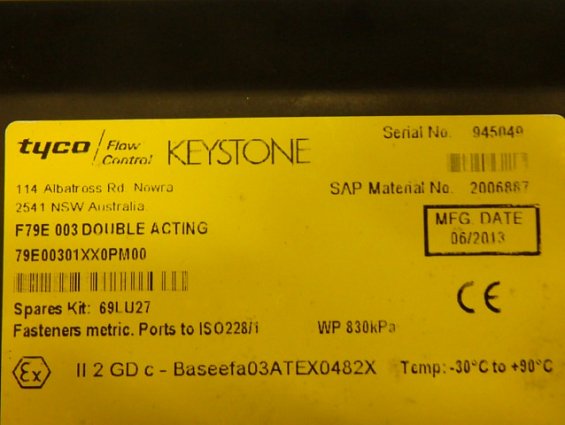 tyco Flow Control KEYSTONE
Serial No. 945049
114 Albatross Rd. Nowra
2541 NSW Australia.
SAP Material No. 2006887
F79E 003 DOUBLE ACTING
MFG. DATE
06/2013
79E00301XX0PM00
Spares Kit: 69LU27
CE
Fasteners metric. Ports to ISO228/1 WP 830kPa
Ex II 2 GD c - Baseefa03ATEX0482X Temp: -30°C to +90°C